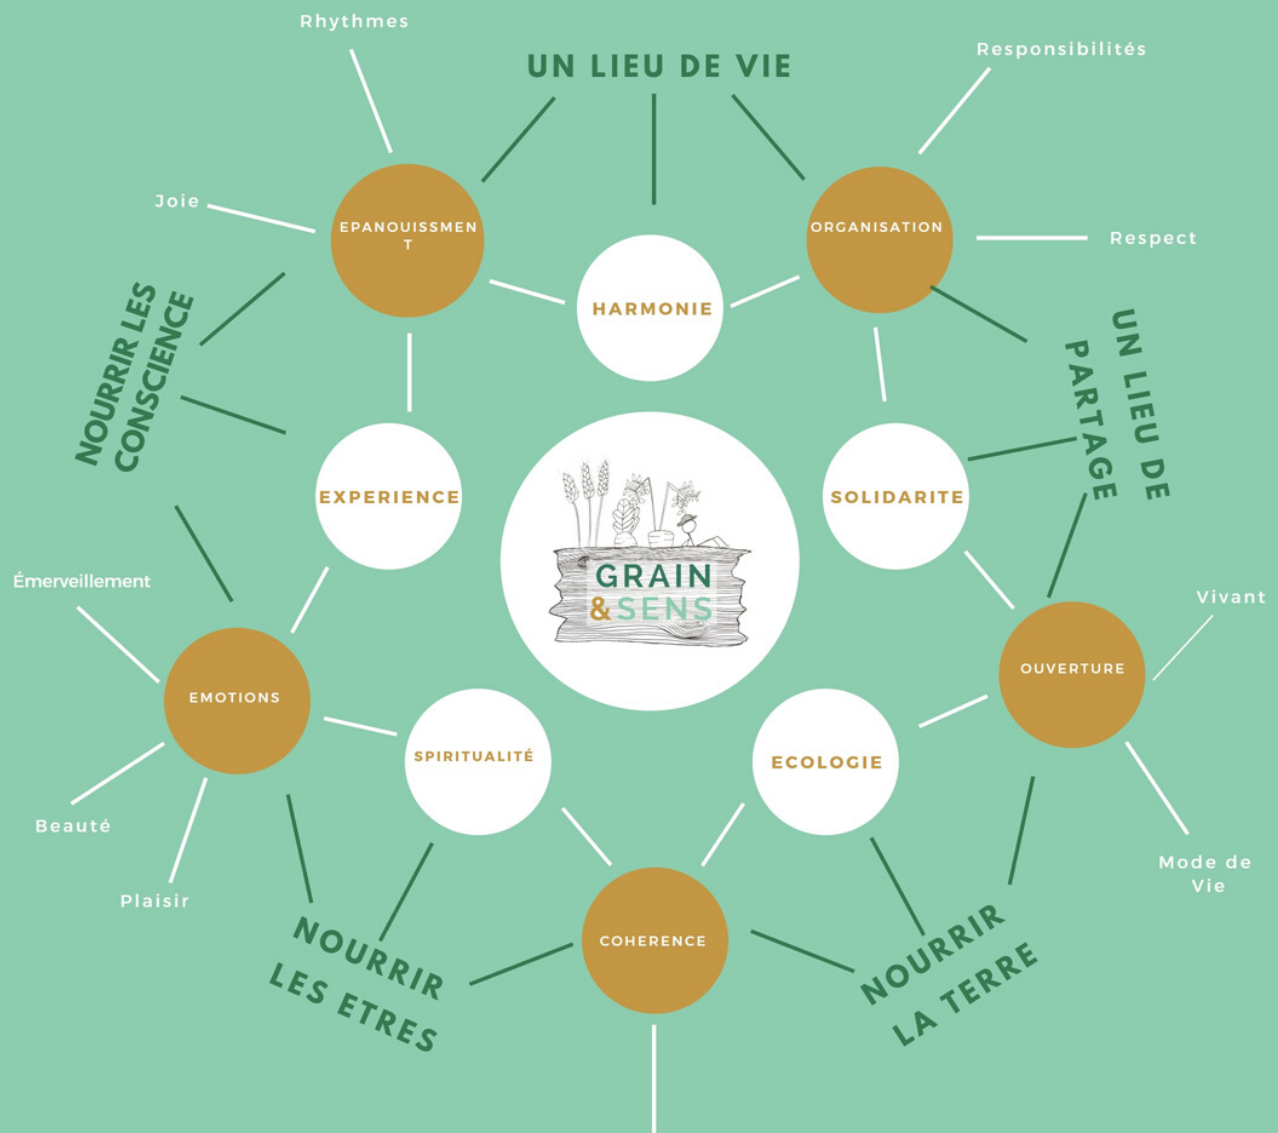 Rhythmes
UN LIEU DE VIE
Responsibilités
Joie
EPANOUISSMEN
T
ORGANISATION
Respect
HARMONIE
NOURRIR LES
CONSCIENCE
UN LIEU DE
PARTAGE
EXPERIENCE
SOLIDARITE
GRAIN
&SENS
Émerveillement
Vivant
EMOTIONS
OUVERTURE
SPIRITUALITÉ
ECOLOGIE
Beauté
Mode de
Vie
Plaisir
NOURRIR
LES ETRES
COHERENCE
NOURRIR
LA TERRE